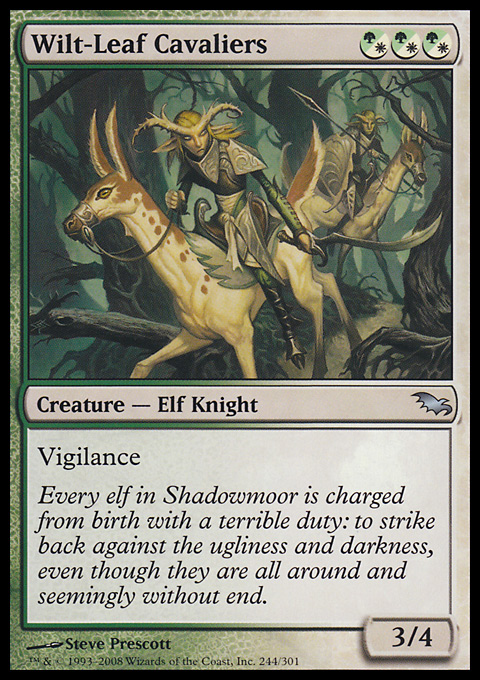 Wilt-Leaf Cavaliers
Creature — Elf Knight
Vigilance
Every elf in Shadowmoor is charged
from birth with a terrible duty: to strike
back against the ugliness and darkness,
even though they are all around and
seemingly without end.
3/4
Steve Prescott
™ & © 1993–2008 Wizards of the Coast, Inc. 244/301